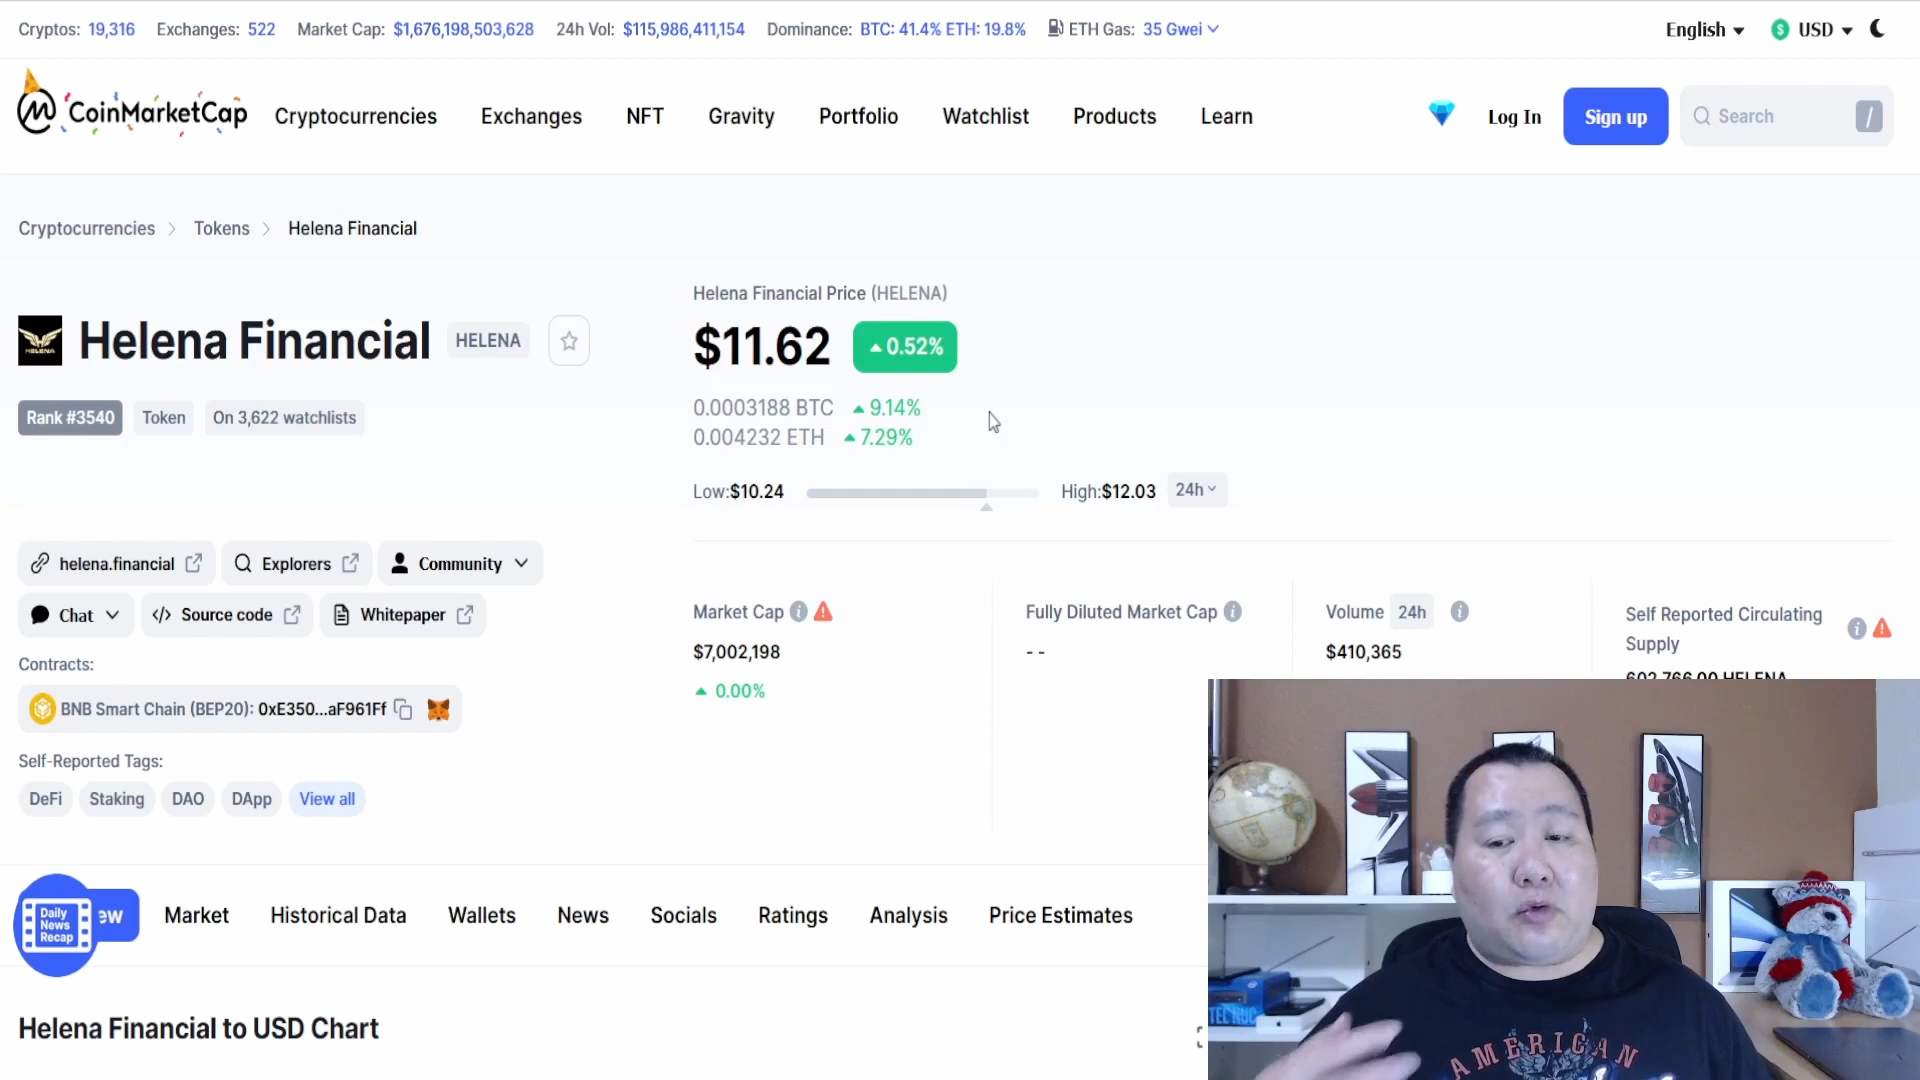 Cryptos: 19,316 Exchanges: 522 Market Cap: $1,676,198,503,628 24h Vol: $115,986,411,154 Dominance: BTC: 41.4% ETH: 19.8% ETH Gas: 35 Gwei English USD
CoinMarketCap Cryptocurrencies Exchanges NFT Gravity Portfolio Watchlist Products Learn Log In Sign up Search /
Cryptocurrencies > Tokens > Helena Financial
Helena Financial Price (HELENA)
HELENA Helena Financial HELENA $11.62 0.52%
Rank #3540 Token On 3,622 watchlists
0.0003188 BTC 9.14%
0.004232 ETH 7.29%
Low:$10.24 High:$12.03 24h
helena.financial Explorers Community
Chat Source code Whitepaper
Market Cap Fully Diluted Market Cap Volume 24h Self Reported Circulating Supply
$7,002,198 - - $410,365 602,766.00 HELENA
0.00%
Contracts:
BNB Smart Chain (BEP20): 0xE350...aF961Ff
Self-Reported Tags:
DeFi Staking DAO DApp View all
Daily
News
Recap
ew Market Historical Data Wallets News Socials Ratings Analysis Price Estimates
Helena Financial to USD Chart
AMERICAN